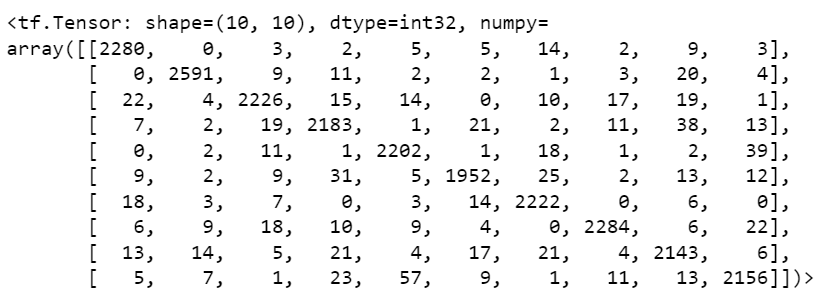 <tf.Tensor: shape=(10, 10), dtype=int32, numpy=
array([[2280, 0, 3, 2, 5, 5, 14, 2, 9, 3],
[ 0, 2591, 9, 11, 2, 2, 1, 3, 20, 4],
[ 22, 4, 2226, 15, 14, 0, 10, 17, 19, 1],
[ 7, 2, 19, 2183, 1, 21, 2, 11, 38, 13],
[ 0, 2, 11, 1, 2202, 1, 18, 1, 2, 39],
[ 9, 2, 9, 31, 5, 1952, 25, 2, 13, 12],
[ 18, 3, 7, 0, 3, 14, 2222, 0, 6, 0],
[ 6, 9, 18, 10, 9, 4, 0, 2284, 6, 22],
[ 13, 14, 5, 21, 4, 17, 21, 4, 2143, 6],
[ 5, 7, 1, 23, 57, 9, 1, 11, 13, 2156]])>